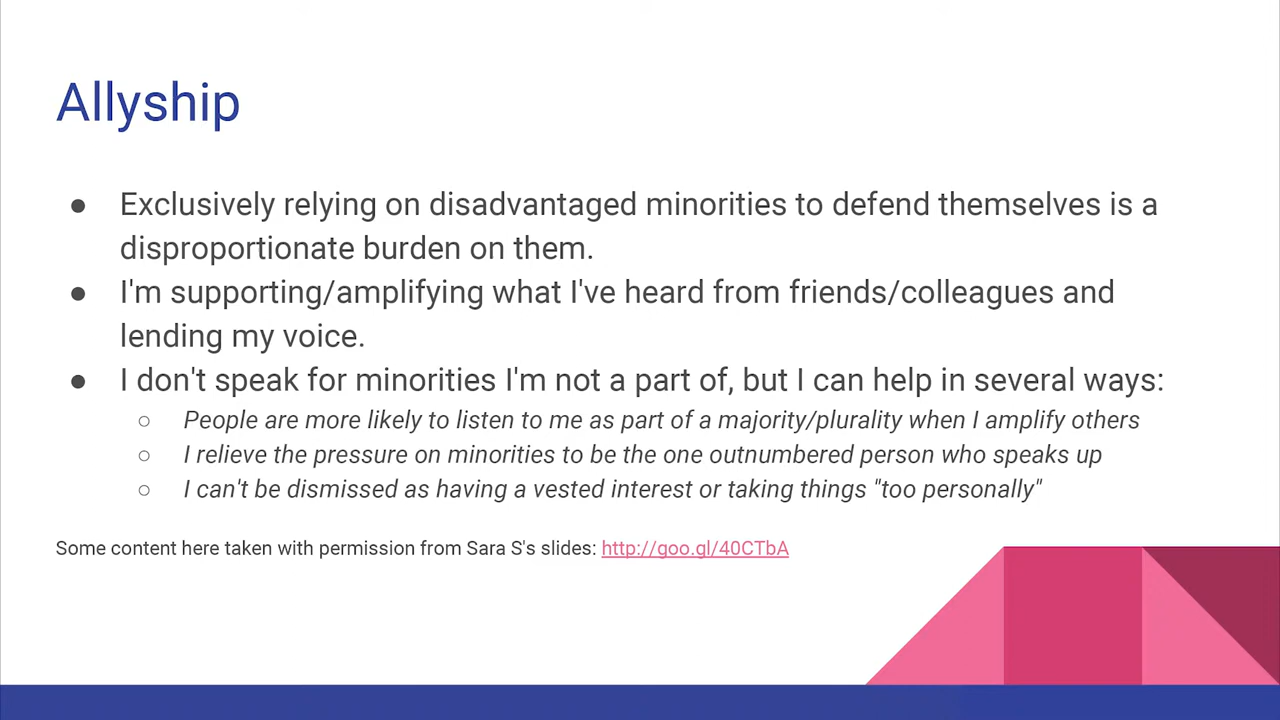 Allyship
● Exclusively relying on disadvantaged minorities to defend themselves is a
disproportionate burden on them.
● I'm supporting/amplifying what I've heard from friends/colleagues and
lending my voice.
● I don't speak for minorities I'm not a part of, but I can help in several ways:
○ People are more likely to listen to me as part of a majority/plurality when I amplify others
○ I relieve the pressure on minorities to be the one outnumbered person who speaks up
○ I can't be dismissed as having a vested interest or taking things "too personally"
Some content here taken with permission from Sara S's slides: http://goo.gl/40CTbA